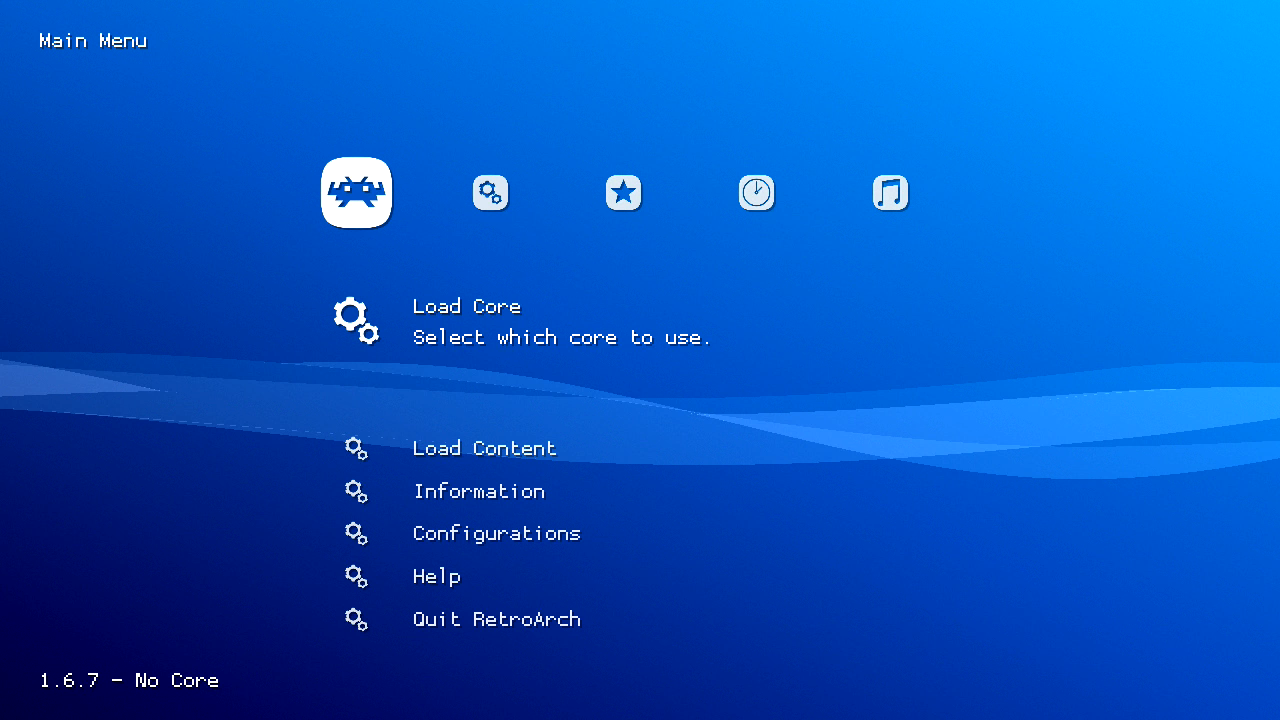 Main Menu
Load Core
Select which core to use.
Load Content
Information
Configurations
Help
Quit RetroArch
1.6.7 - No Core